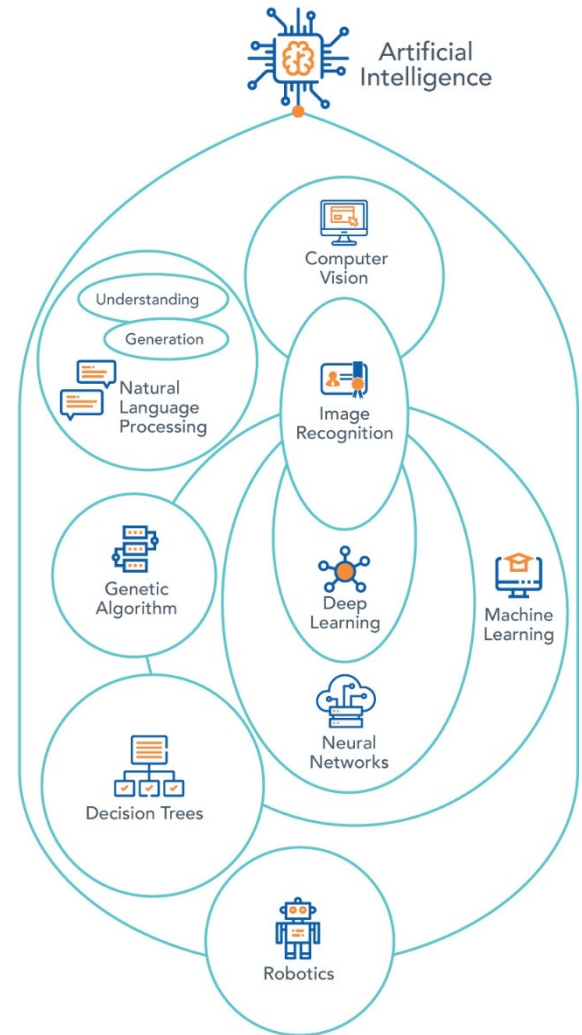 Artificial
Intelligence
Computer
Vision
Understanding
Generation
Natural
Language
Processing
Image
Recognition
Genetic
Algorithm
Deep
Learning
Machine
Learning
Neural
Networks
Decision Trees
Robotics